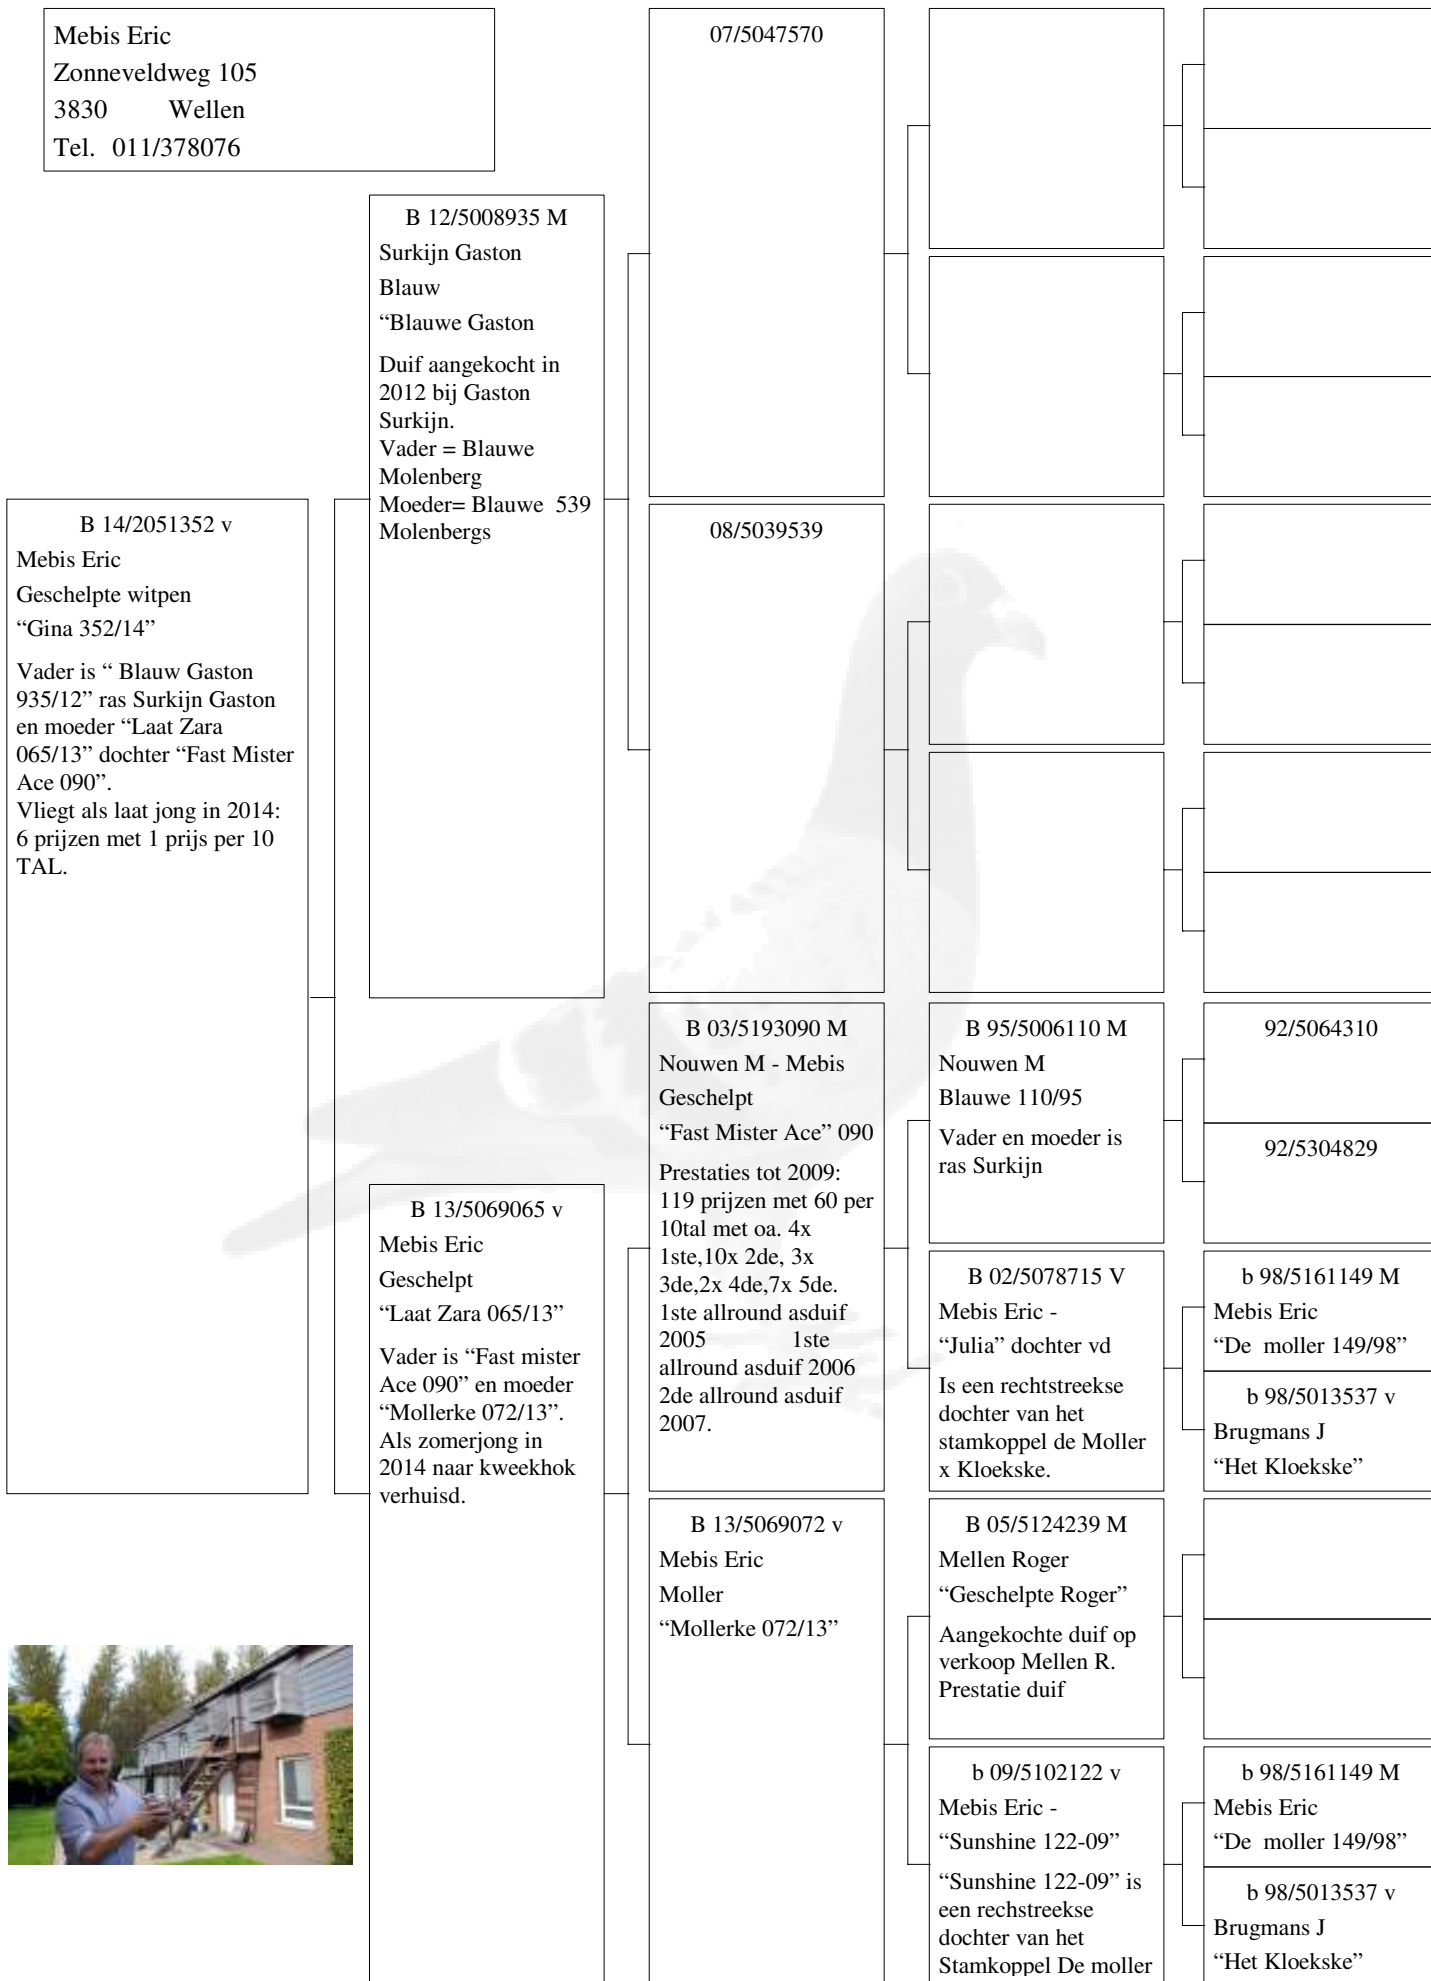 Mebis Eric
Zonneveldweg 105
3830 Wellen
Tel. 011/378076
B 14/2051352 v
Mebis Eric
Geschelpte witpen
“Gina 352/14”
Vader is “ Blauw Gaston
935/12” ras Surkijn Gaston
en moeder “Laat Zara
065/13” dochter “Fast Mister
Ace 090”.
Vliegt als laat jong in 2014:
6 prijzen met 1 prijs per 10
TAL.
B 12/5008935 M
Surkijn Gaston
Blauw
“Blauwe Gaston
Duif aangekocht in
2012 bij Gaston
Surkijn.
Vader = Blauwe
Molenberg
Moeder= Blauwe 539
Molenbergs
B 13/5069065 v
Mebis Eric
Geschelpt
“Laat Zara 065/13”
Vader is “Fast mister
Ace 090” en moeder
“Mollerke 072/13”.
Als zomerjong in
2014 naar kweekhok
verhuisd.
07/5047570
08/5039539
B 03/5193090 M
Nouwen M - Mebis
Geschelpt
“Fast Mister Ace” 090
Prestaties tot 2009:
119 prijzen met 60 per
10tal met oa. 4x
1ste,10x 2de, 3x
3de,2x 4de,7x 5de.
1ste allround asduif
2005 1ste
allround asduif 2006
2de allround asduif
2007.
B 13/5069072 v
Mebis Eric
Moller
“Mollerke 072/13”
B 95/5006110 M
Nouwen M
Blauwe 110/95
Vader en moeder is
ras Surkijn
B 02/5078715 V
Mebis Eric -
“Julia” dochter vd
Is een rechtstreekse
dochter van het
stamkoppel de Moller
x Kloekske.
B 05/5124239 M
Mellen Roger
“Geschelpte Roger”
Aangekochte duif op
verkoop Mellen R.
Prestatie duif
b 09/5102122 v
Mebis Eric -
“Sunshine 122-09”
“Sunshine 122-09” is
een rechstreekse
dochter van het
Stamkoppel De moller
92/5064310
92/5304829
b 98/5161149 M
Mebis Eric
“De moller 149/98”
b 98/5013537 v
Brugmans J
“Het Kloekske”
b 98/5161149 M
Mebis Eric
“De moller 149/98”
b 98/5013537 v
Brugmans J
“Het Kloekske”